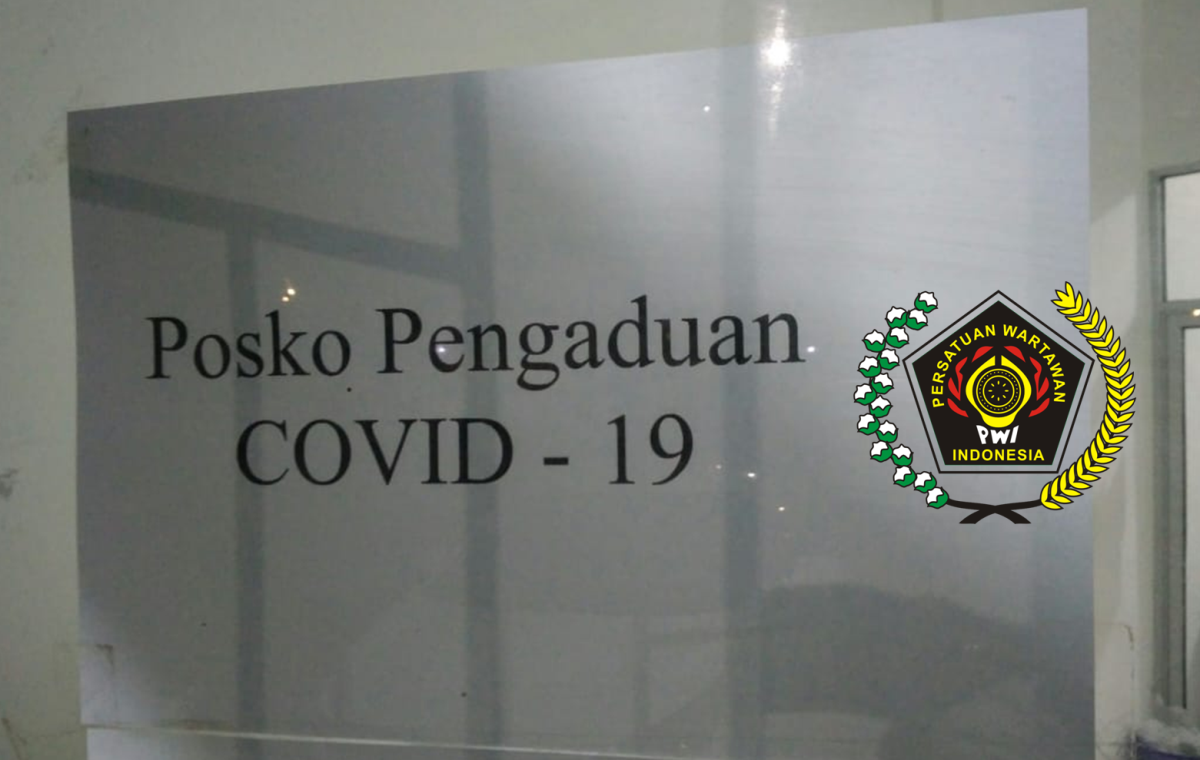 Posko Pengaduan
COVID - 19
PERSATUAN WARTAWAN
PWI
INDONESIA